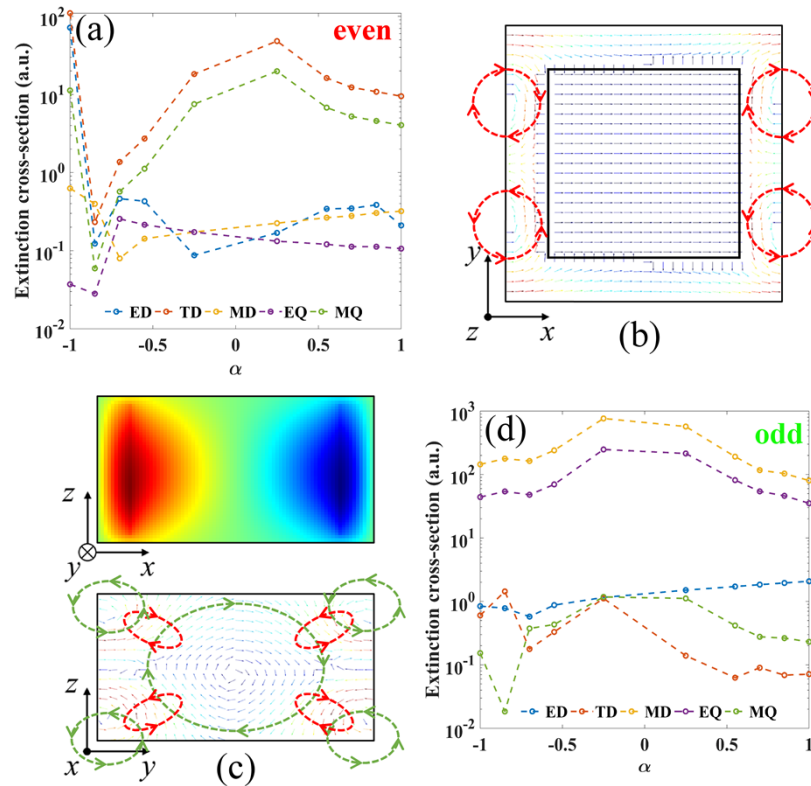 (a)
even
Extinction cross-section (a.u.)
10^2
10^1
10^0
10^-1
10^-2
ED TD MD EQ MQ
-1 -0.5 0 0.5 1
α
y
z x
(b)
z
y x
z
x y
(c)
(d)
odd
Extinction cross-section (a.u.)
10^3
10^2
10^1
10^0
10^-1
10^-2
ED TD MD EQ MQ
-1 -0.5 0 0.5 1
α